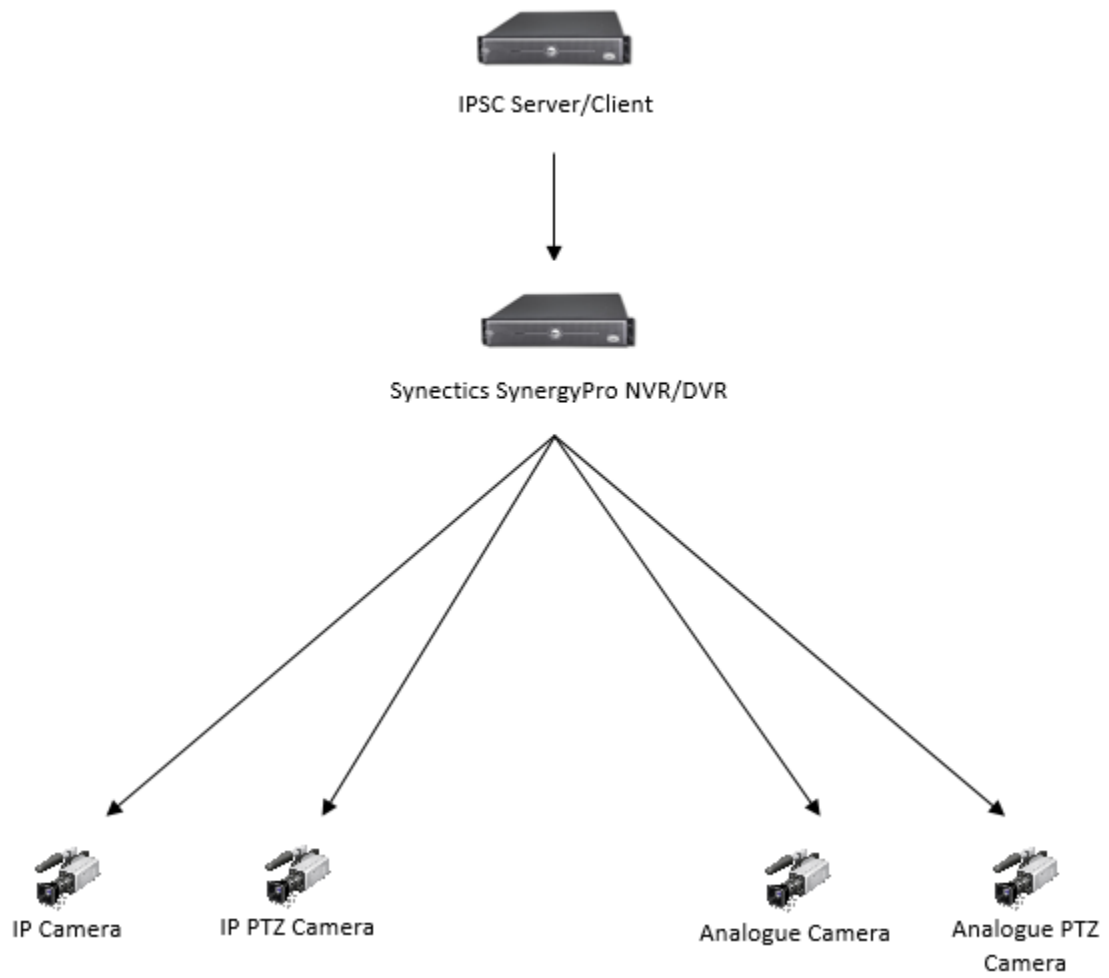 IPSC Server/Client
Synectics SynergyPro NVR/DVR
IP Camera
IP PTZ Camera
Analogue Camera
Analogue PTZ
Camera